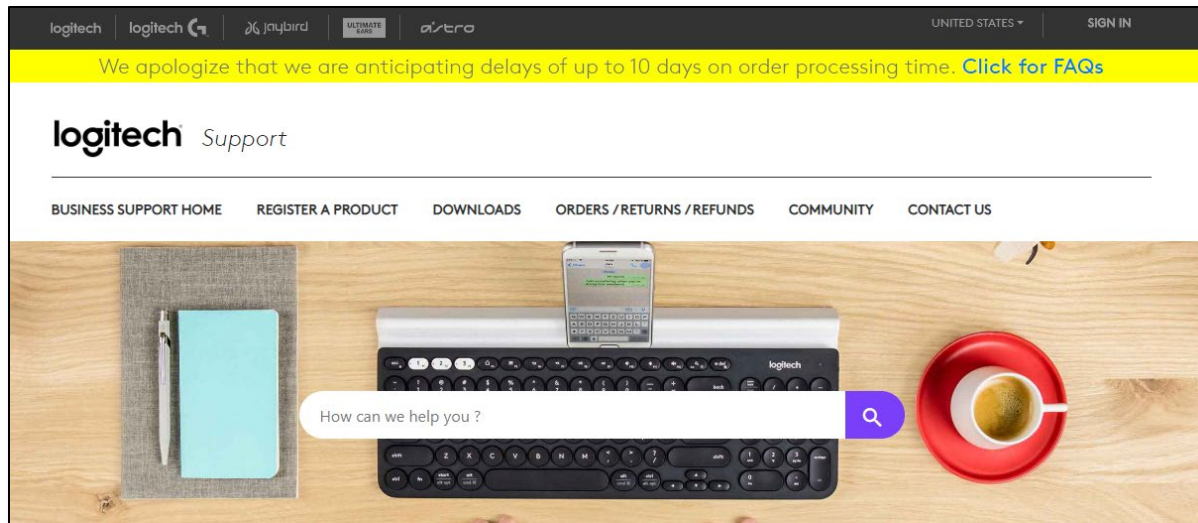 logitech logitech G jaybird ULTIMATE EARS ASTRO UNITED STATES SIGN IN
We apologize that we are anticipating delays of up to 10 days on order processing time. Click for FAQs
logitech Support
BUSINESS SUPPORT HOME REGISTER A PRODUCT DOWNLOADS ORDERS / RETURNS / REFUNDS COMMUNITY CONTACT US
logitech
How can we help you ?
shift Z X C V B N M shift